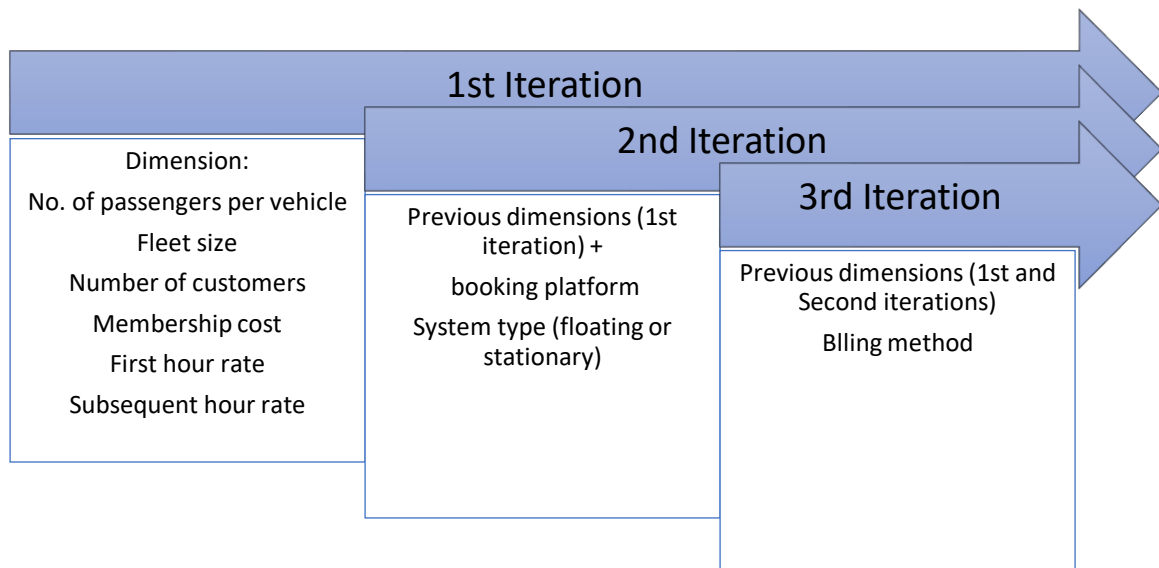 1st Iteration
Dimension:
No. of passengers per vehicle
Fleet size
Number of customers
Membership cost
First hour rate
Subsequent hour rate
2nd Iteration
Previous dimensions (1st
iteration) +
booking platform
System type (floating or
stationary)
3rd Iteration
Previous dimensions (1st and
Second iterations)
Blling method